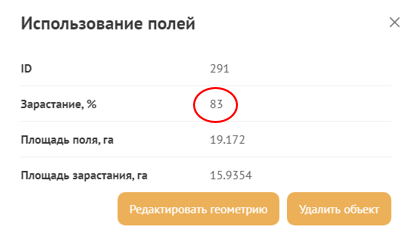 Использование полей
ID 291
Зарастание, % 83
Площадь поля, га 19.172
Площадь зарастания, га 15.9354
Редактировать геометрию Удалить объект